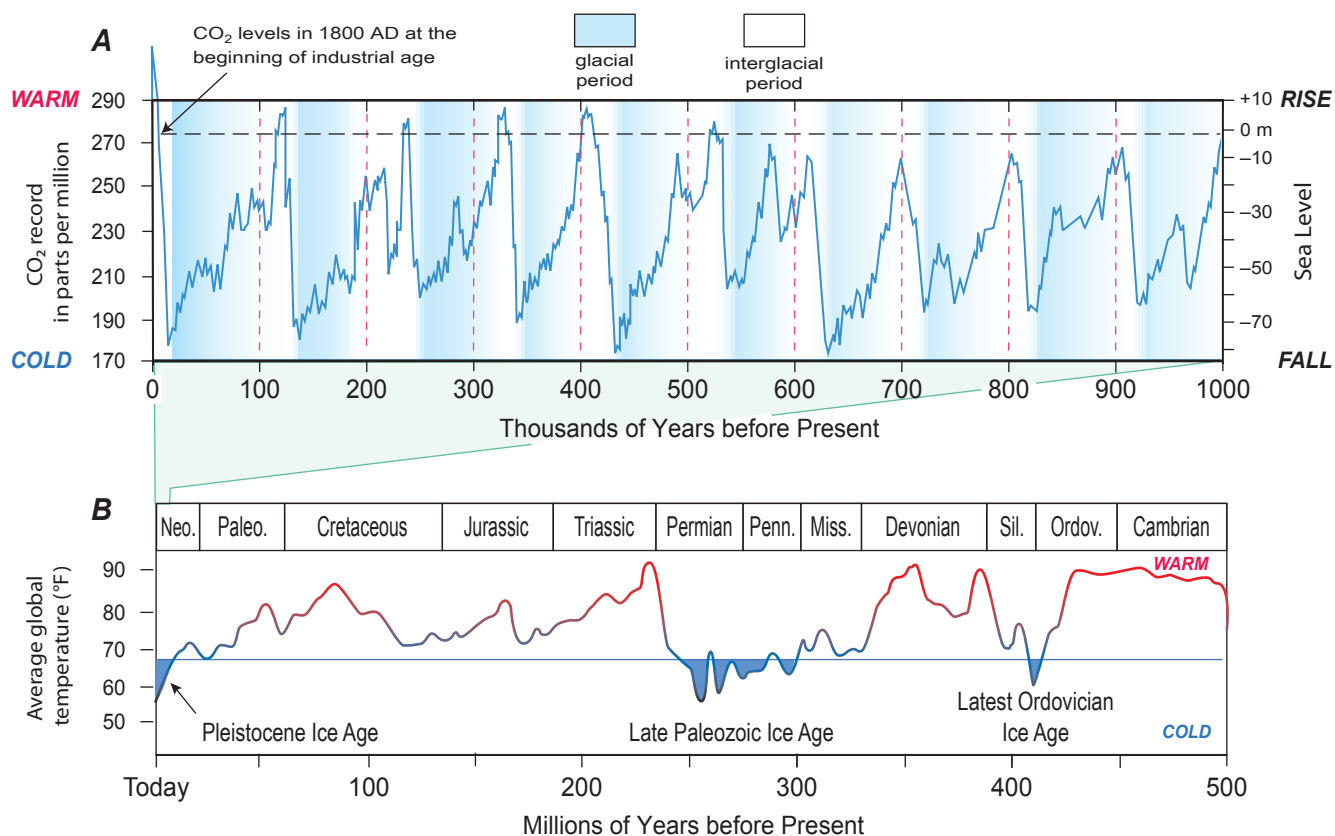 A
CO₂ levels in 1800 AD at the
beginning of industrial age
glacial
period
interglacial
period
WARM
COLD
CO₂ record
in parts per million
290
270
250
230
210
190
170
+10
0 m
–10
–30
–50
–70
RISE
FALL
Sea Level
0 100 200 300 400 500 600 700 800 900 1000
Thousands of Years before Present
B
Neo. Paleo. Cretaceous Jurassic Triassic Permian Penn. Miss. Devonian Sil. Ordov. Cambrian
Average global
temperature (°F)
90
80
70
60
50
WARM
COLD
Pleistocene Ice Age
Late Paleozoic Ice Age
Latest Ordovician
Ice Age
Today 100 200 300 400 500
Millions of Years before Present